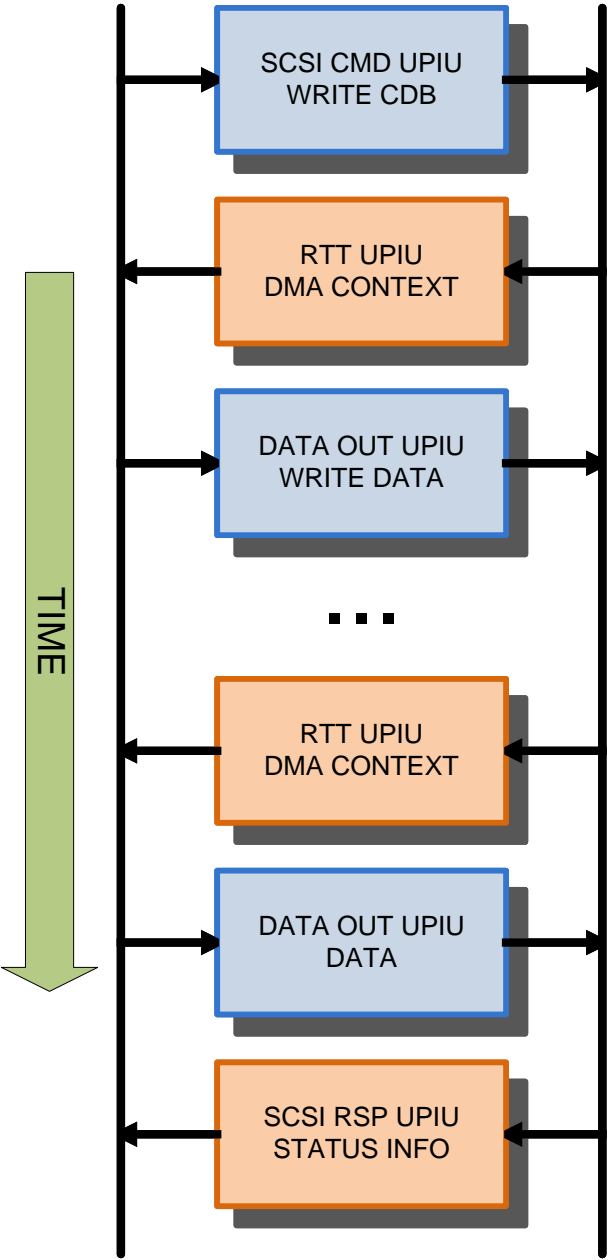 SCSI CMD UPIU
WRITE CDB
RTT UPIU
DMA CONTEXT
DATA OUT UPIU
WRITE DATA
TIME
...
RTT UPIU
DMA CONTEXT
DATA OUT UPIU
DATA
SCSI RSP UPIU
STATUS INFO